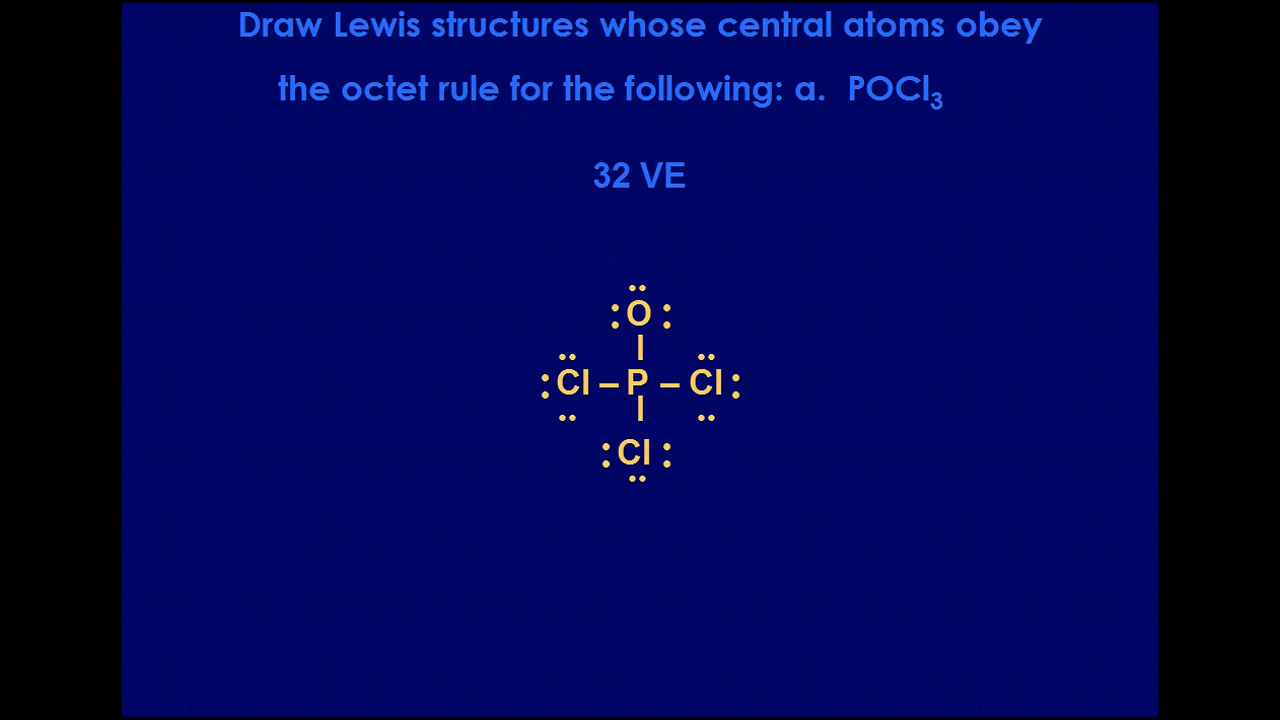 Draw Lewis structures whose central atoms obey
the octet rule for the following: a. POCl₃
32 VE
:Ö:
|
:Cl – P – Cl:
|
:Cl: